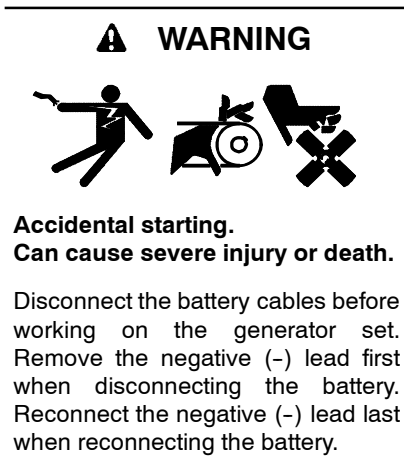 WARNING
Accidental starting.
Can cause severe injury or death.
Disconnect the battery cables before
working on the generator set.
Remove the negative (–) lead first
when disconnecting the battery.
Reconnect the negative (–) lead last
when reconnecting the battery.